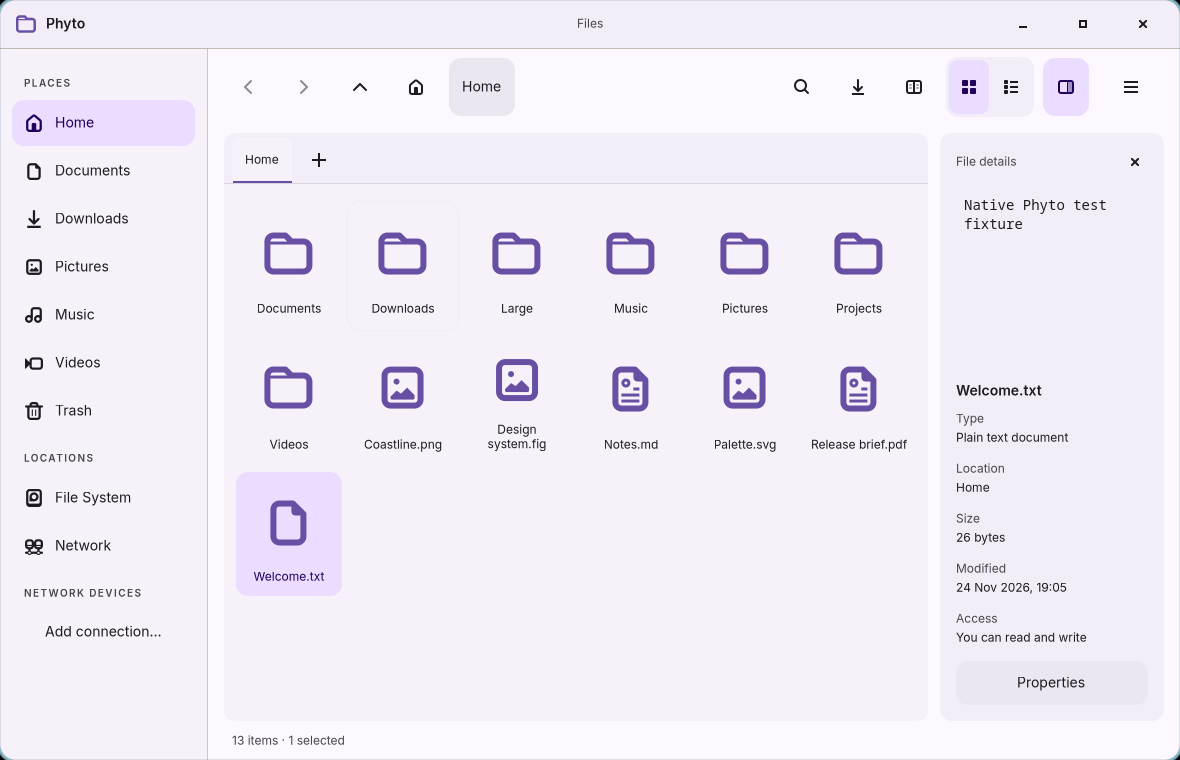 Phyto
Files
PLACES
Home
Documents
Downloads
Pictures
Music
Videos
Trash
LOCATIONS
File System
Network
NETWORK DEVICES
Add connection...
Home
Home
Documents
Downloads
Large
Music
Pictures
Projects
Videos
Coastline.png
Design
system.fig
Notes.md
Palette.svg
Release brief.pdf
Welcome.txt
13 items · 1 selected
File details
Native Phyto test
fixture
Welcome.txt
Type
Plain text document
Location
Home
Size
26 bytes
Modified
24 Nov 2026, 19:05
Access
You can read and write
Properties